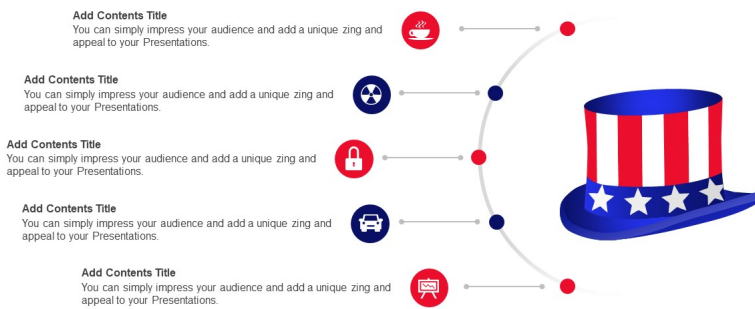 Add Contents Title
You can simply impress your audience and add a unique zing and
appeal to your Presentations.
Add Contents Title
You can simply impress your audience and add a unique zing and
appeal to your Presentations.
Add Contents Title
You can simply impress your audience and add a unique zing and
appeal to your Presentations.
Add Contents Title
You can simply impress your audience and add a unique zing and
appeal to your Presentations.
Add Contents Title
You can simply impress your audience and add a unique zing and
appeal to your Presentations.